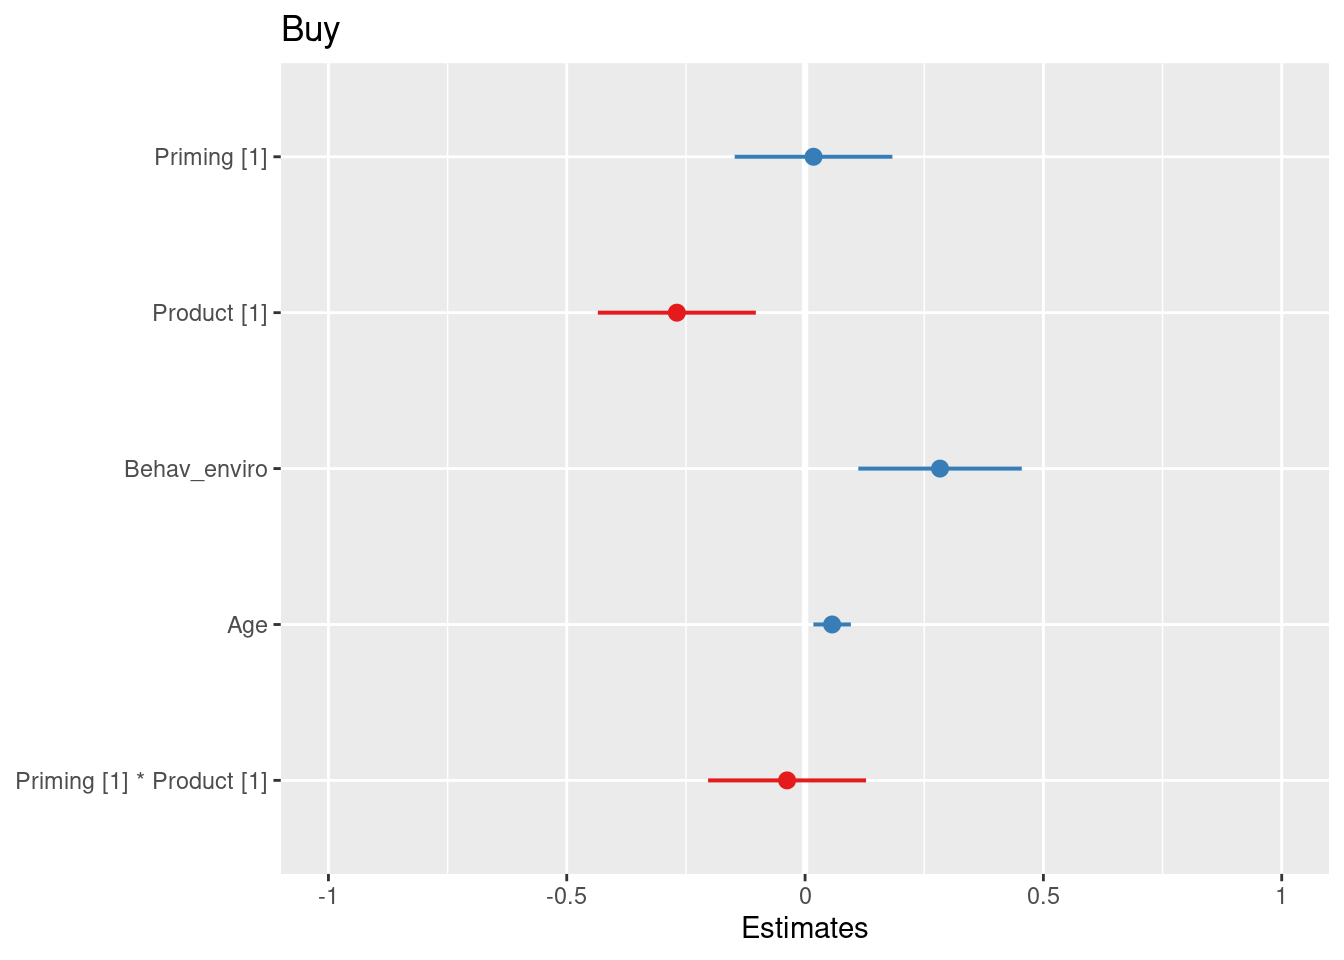 Buy
Priming [1]
Product [1]
Behav_enviro
Age
Priming [1] * Product [1]
-1 -0.5 0 0.5 1
Estimates